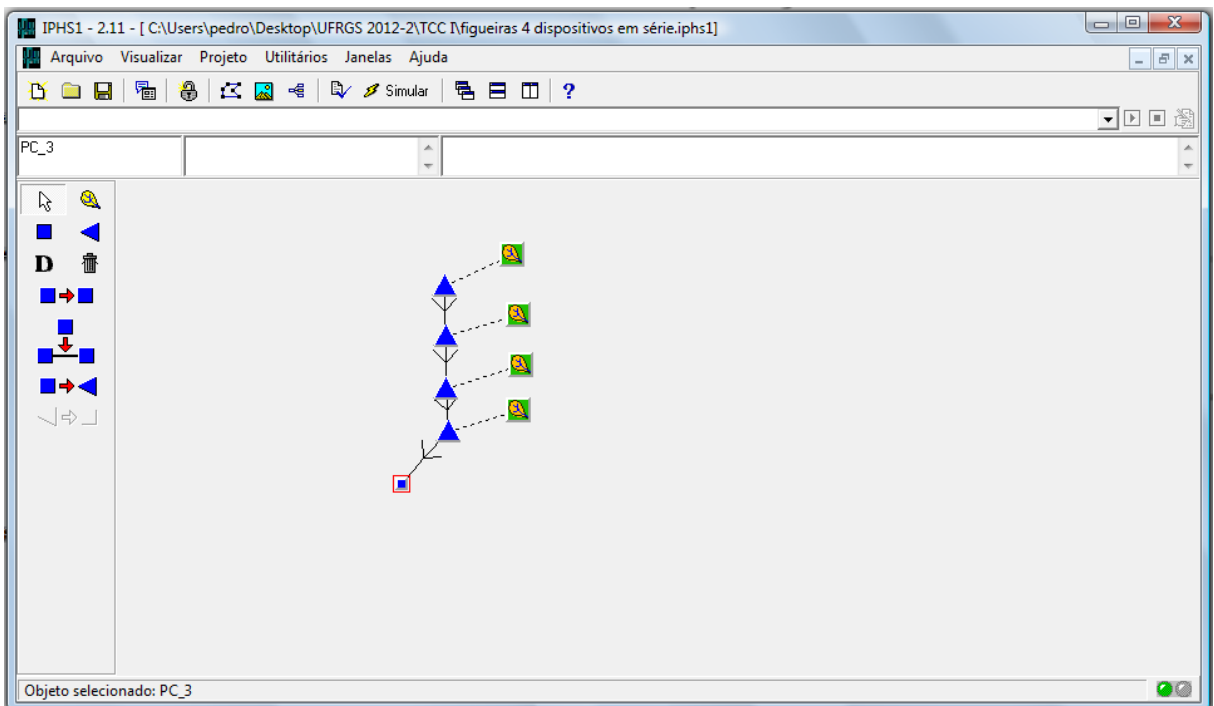 IPHS1 - 2.11 - [ C:\Users\pedro\Desktop\UFRGS 2012-2\TCC I\figueiras 4 dispositivos em série.iphs1]
Arquivo Visualizar Projeto Utilitários Janelas Ajuda
Simular ?
PC_3
D
Objeto selecionado: PC_3